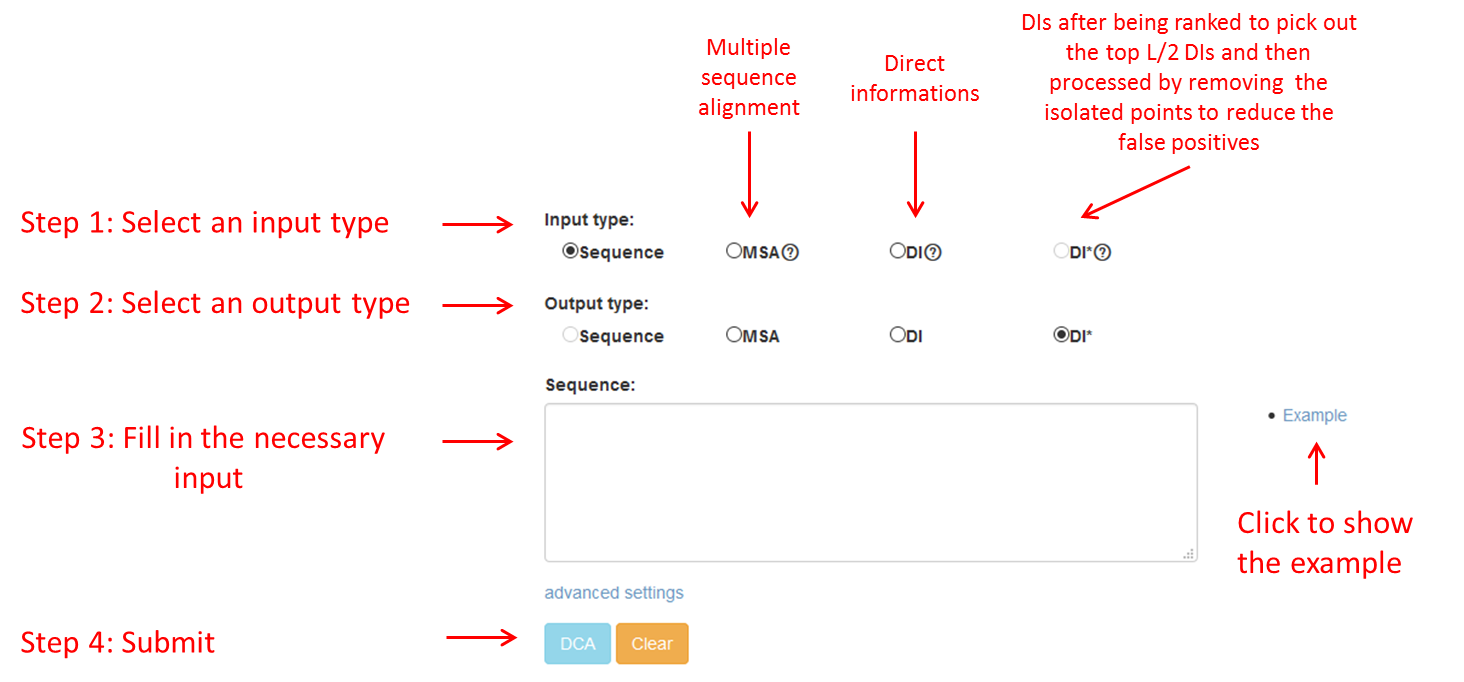 Multiple
sequence
alignment
Direct
informations
DIs after being ranked to pick out
the top L/2 DIs and then
processed by removing the
isolated points to reduce the
false positives
Step 1: Select an input type
Input type:
Sequence MSA? DI? DI*?
Step 2: Select an output type
Output type:
Sequence MSA DI DI*
Sequence:
Step 3: Fill in the necessary
input
• Example
Click to show
the example
advanced settings
Step 4: Submit
DCA Clear